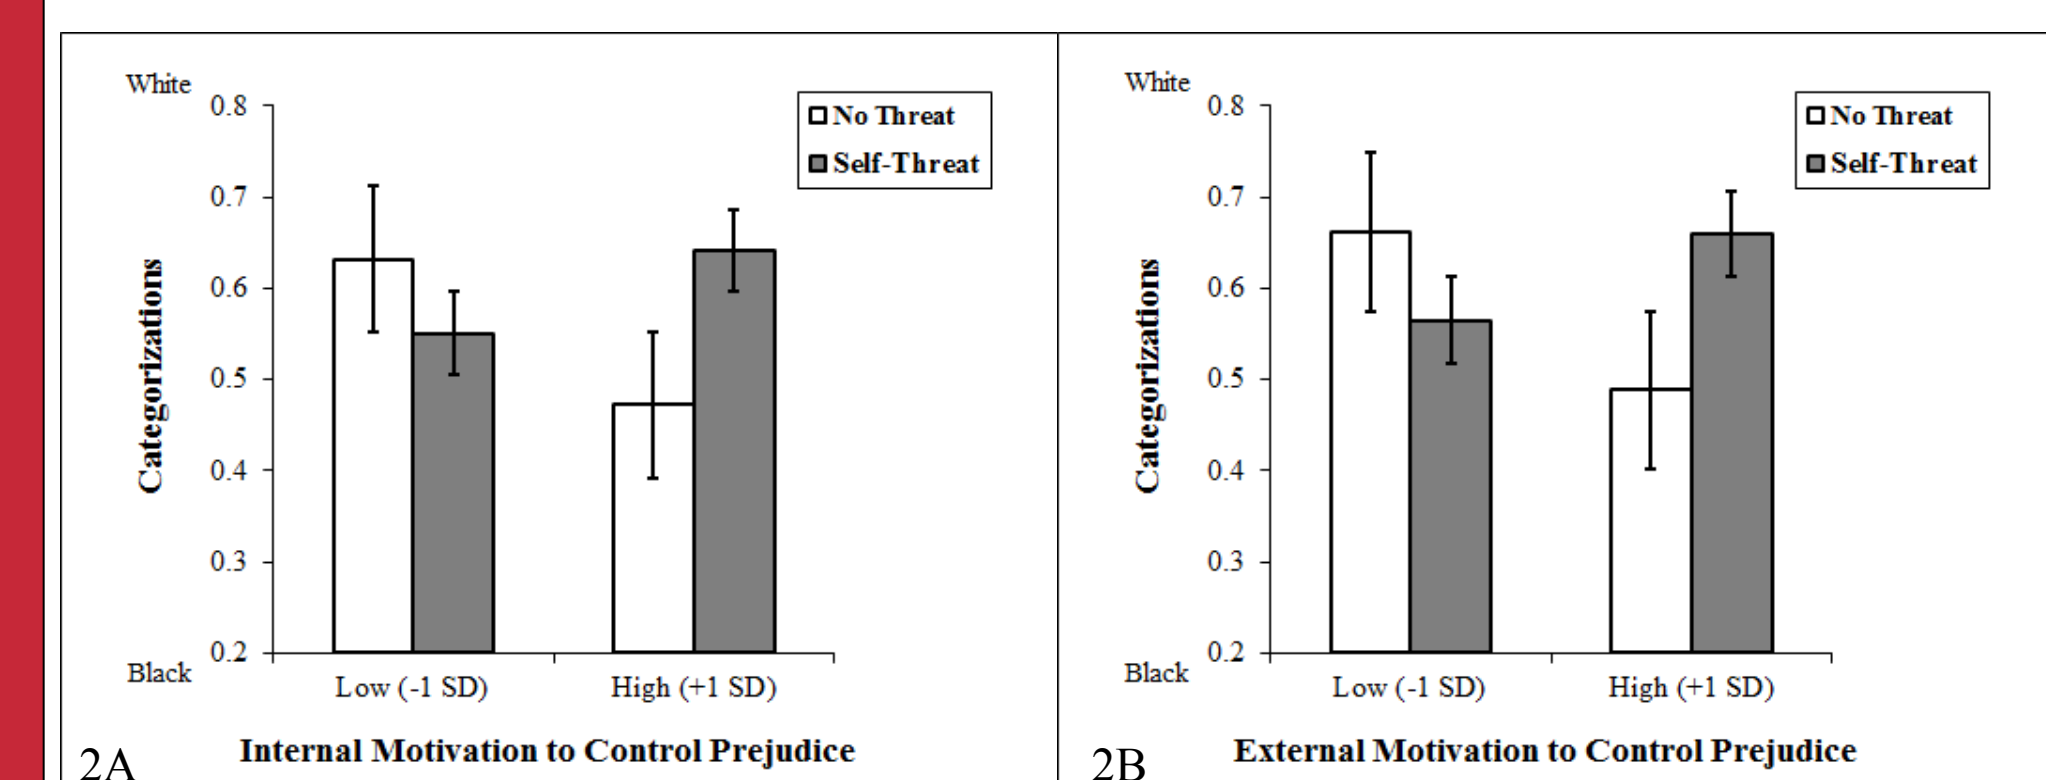 White
0.8
0.7
0.6
0.5
0.4
0.3
0.2
Black
Categorizations
No Threat
Self-Threat
Low (-1 SD) High (+1 SD)
Internal Motivation to Control Prejudice
2A
White
0.8
0.7
0.6
0.5
0.4
0.3
0.2
Black
Categorizations
No Threat
Self-Threat
Low (-1 SD) High (+1 SD)
External Motivation to Control Prejudice
2B